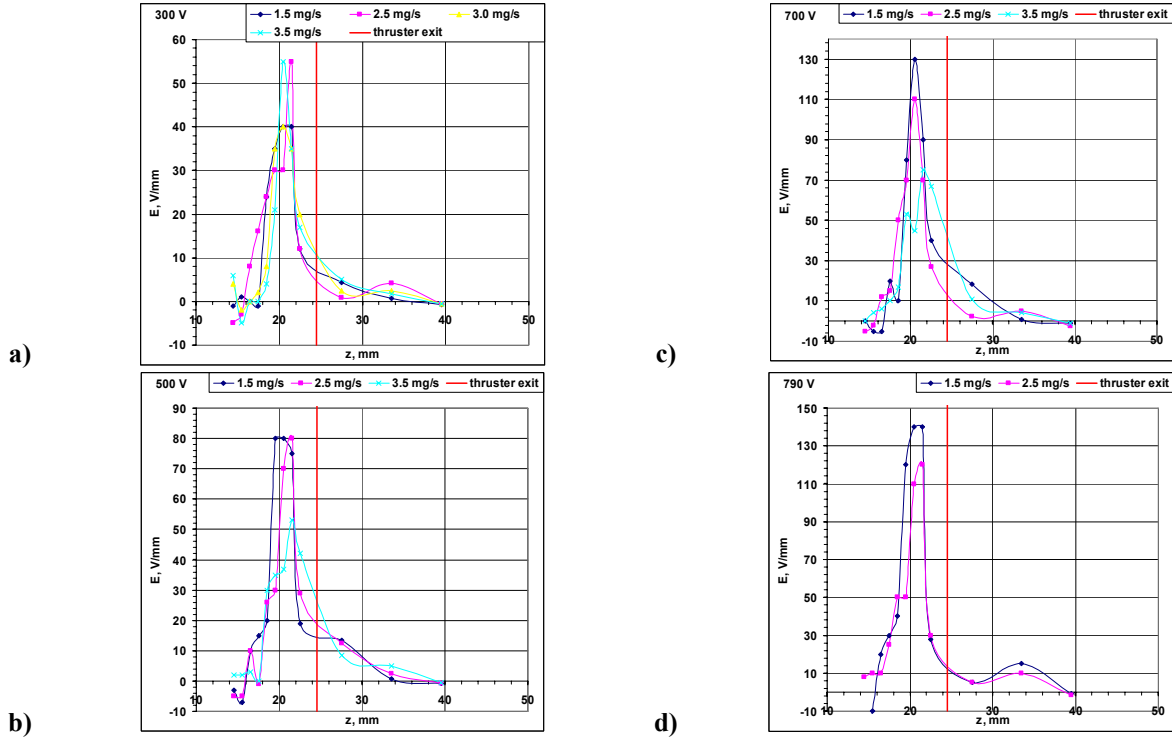 300 V
1.5 mg/s 2.5 mg/s 3.0 mg/s
3.5 mg/s thruster exit
60
50
40
30
20
10
0
-10
E, V/mm
10 20 30 40 50
z, mm
a)
500 V 1.5 mg/s 2.5 mg/s 3.5 mg/s thruster exit
90
80
70
60
50
40
30
20
10
0
-10
E, V/mm
10 20 30 40 50
z, mm
b)
700 V 1.5 mg/s 2.5 mg/s 3.5 mg/s thruster exit
130
110
90
70
50
30
10
-10
E, V/mm
10 20 30 40 50
z, mm
c)
790 V 1.5 mg/s 2.5 mg/s thruster exit
150
130
110
90
70
50
30
10
-10
E, V/mm
10 20 30 40 50
z, mm
d)